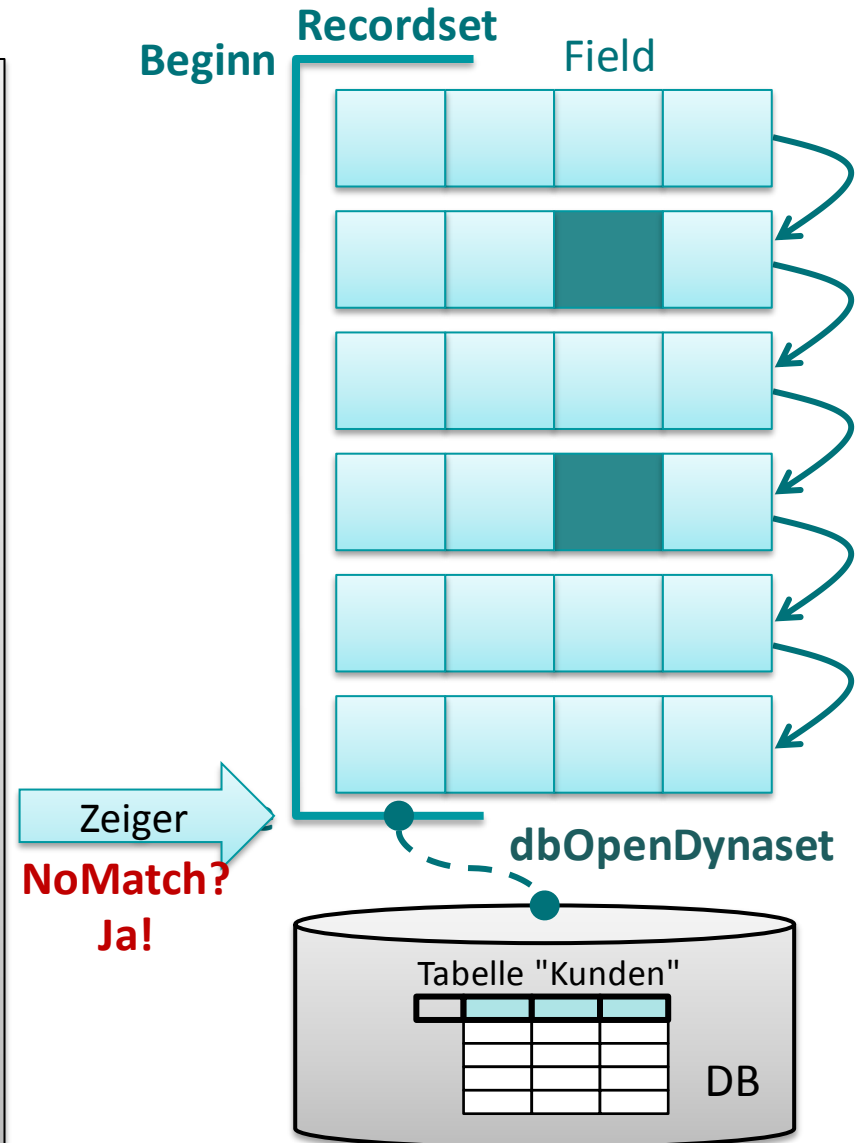 Recordset
Beginn
Field
Zeiger
NoMatch?
Ja!
dbOpenDynaset
Tabelle "Kunden"
DB